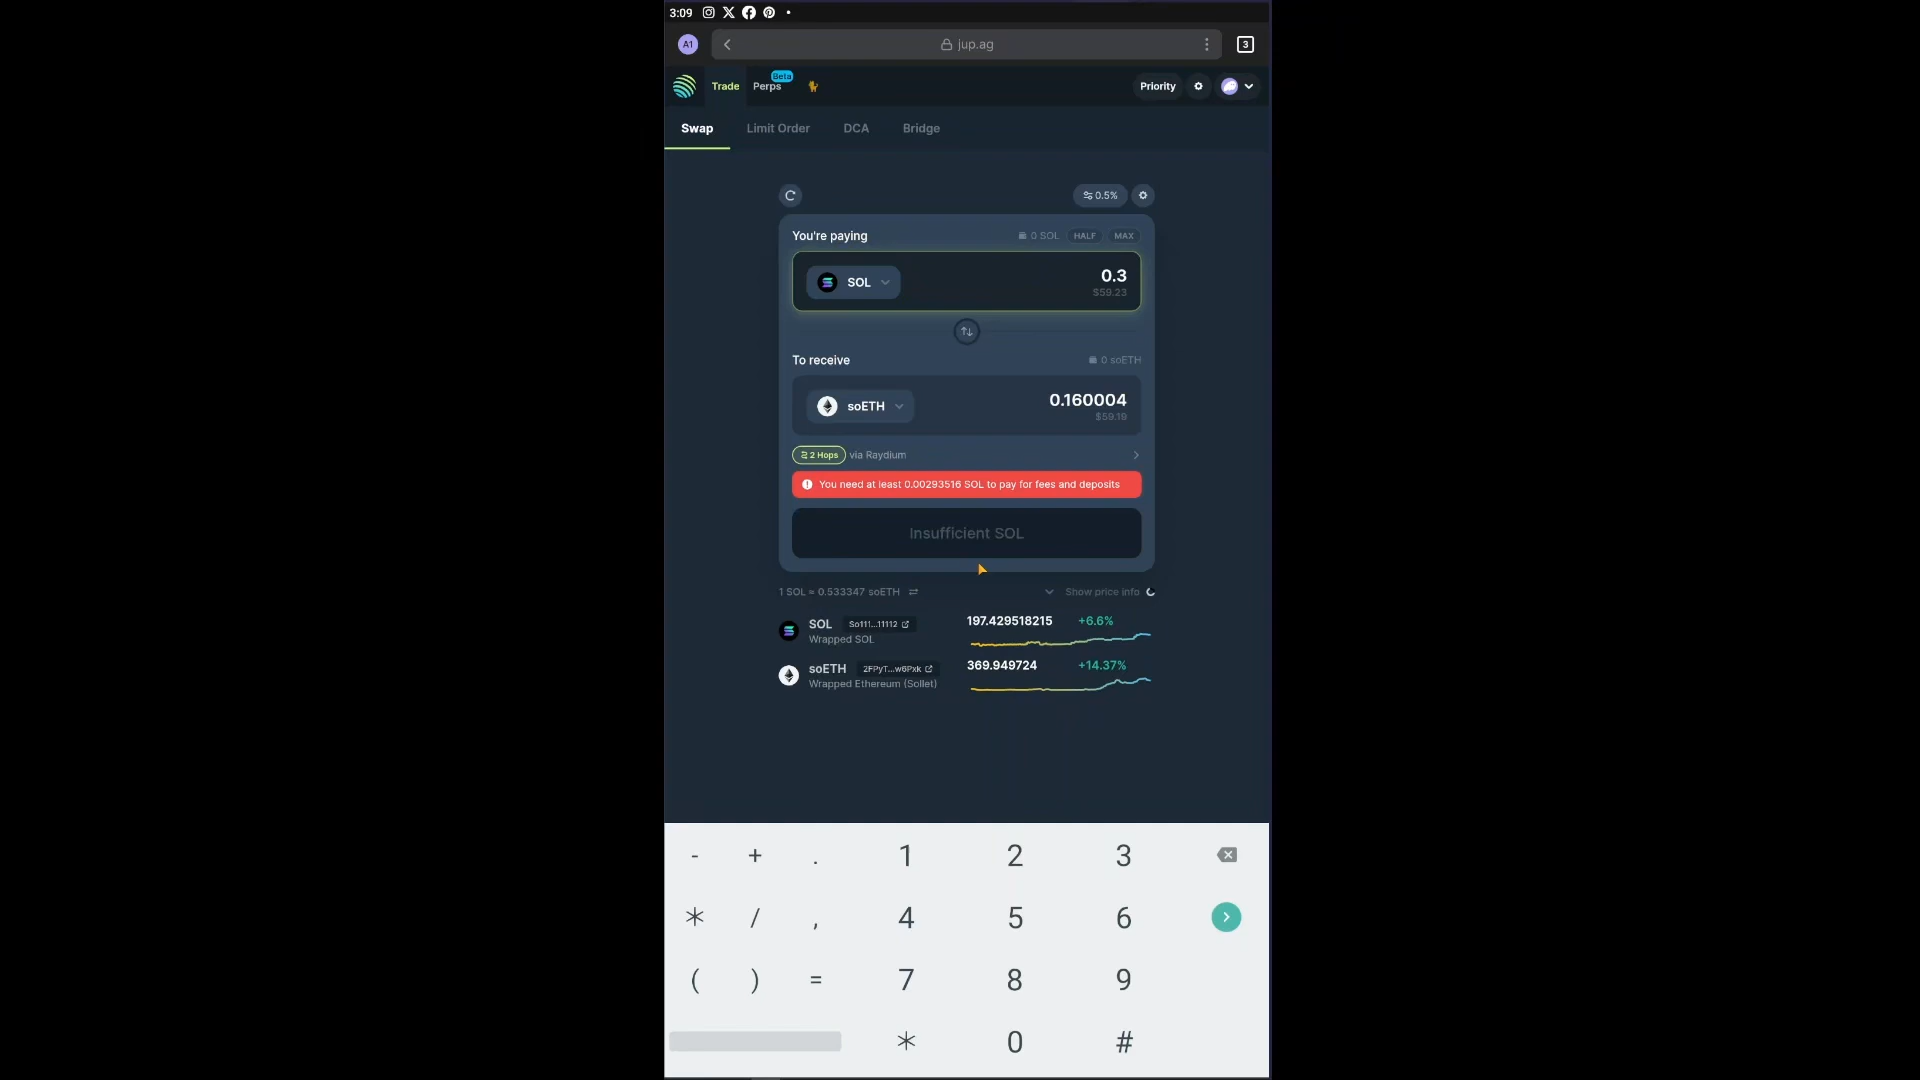 3:09
A1
jup.ag
3
Trade
Perps
Beta
Priority
Swap
Limit Order
DCA
Bridge
0.5%
You're paying
0 SOL
HALF
MAX
SOL
0.3
$59.23
To receive
0 soETH
soETH
0.160004
$59.19
2 Hops
via Raydium
You need at least 0.00293516 SOL to pay for fees and deposits
Insufficient SOL
1 SOL ≈ 0.533347 soETH
Show price info
SOL
So111...11112
197.429518215
+6.6%
Wrapped SOL
soETH
2FPyT...w6Pxk
369.949724
+14.37%
Wrapped Ethereum (Sollet)
- + . 1 2 3
* / , 4 5 6
( ) = 7 8 9
* 0 #